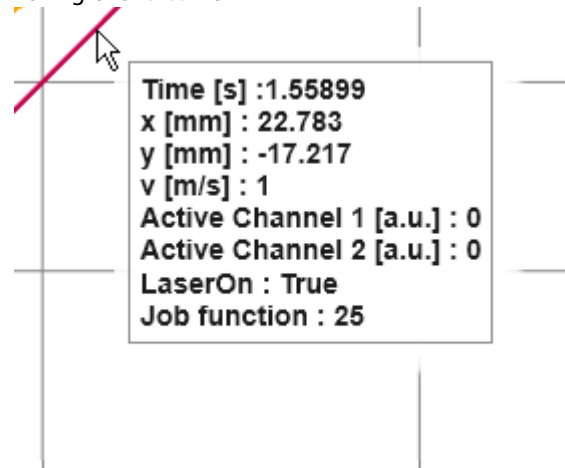 Time [s] :1.55899
x [mm] : 22.783
y [mm] : -17.217
v [m/s] : 1
Active Channel 1 [a.u.] : 0
Active Channel 2 [a.u.] : 0
LaserOn : True
Job function : 25